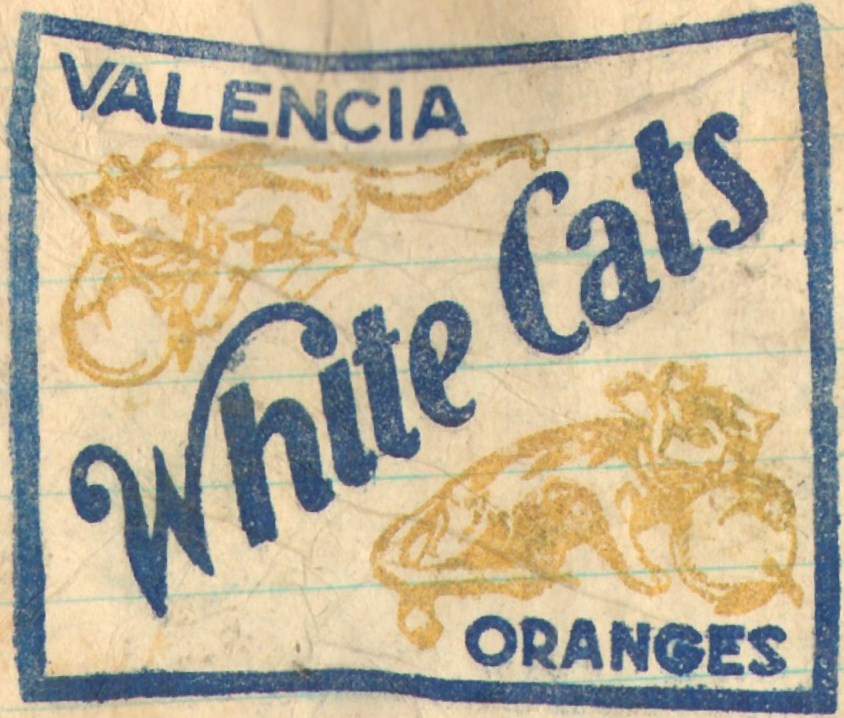 VALENCIA
White Cats
ORANGES